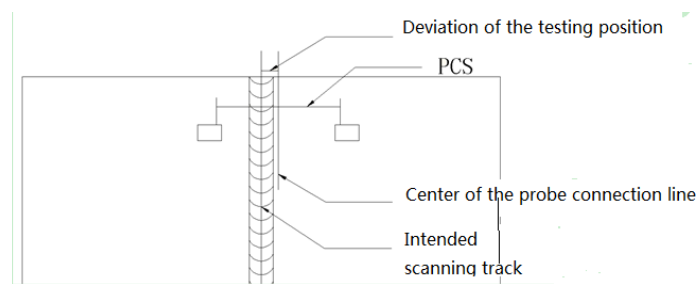 Deviation of the testing position
PCS
Center of the probe connection line
Intended
scanning track